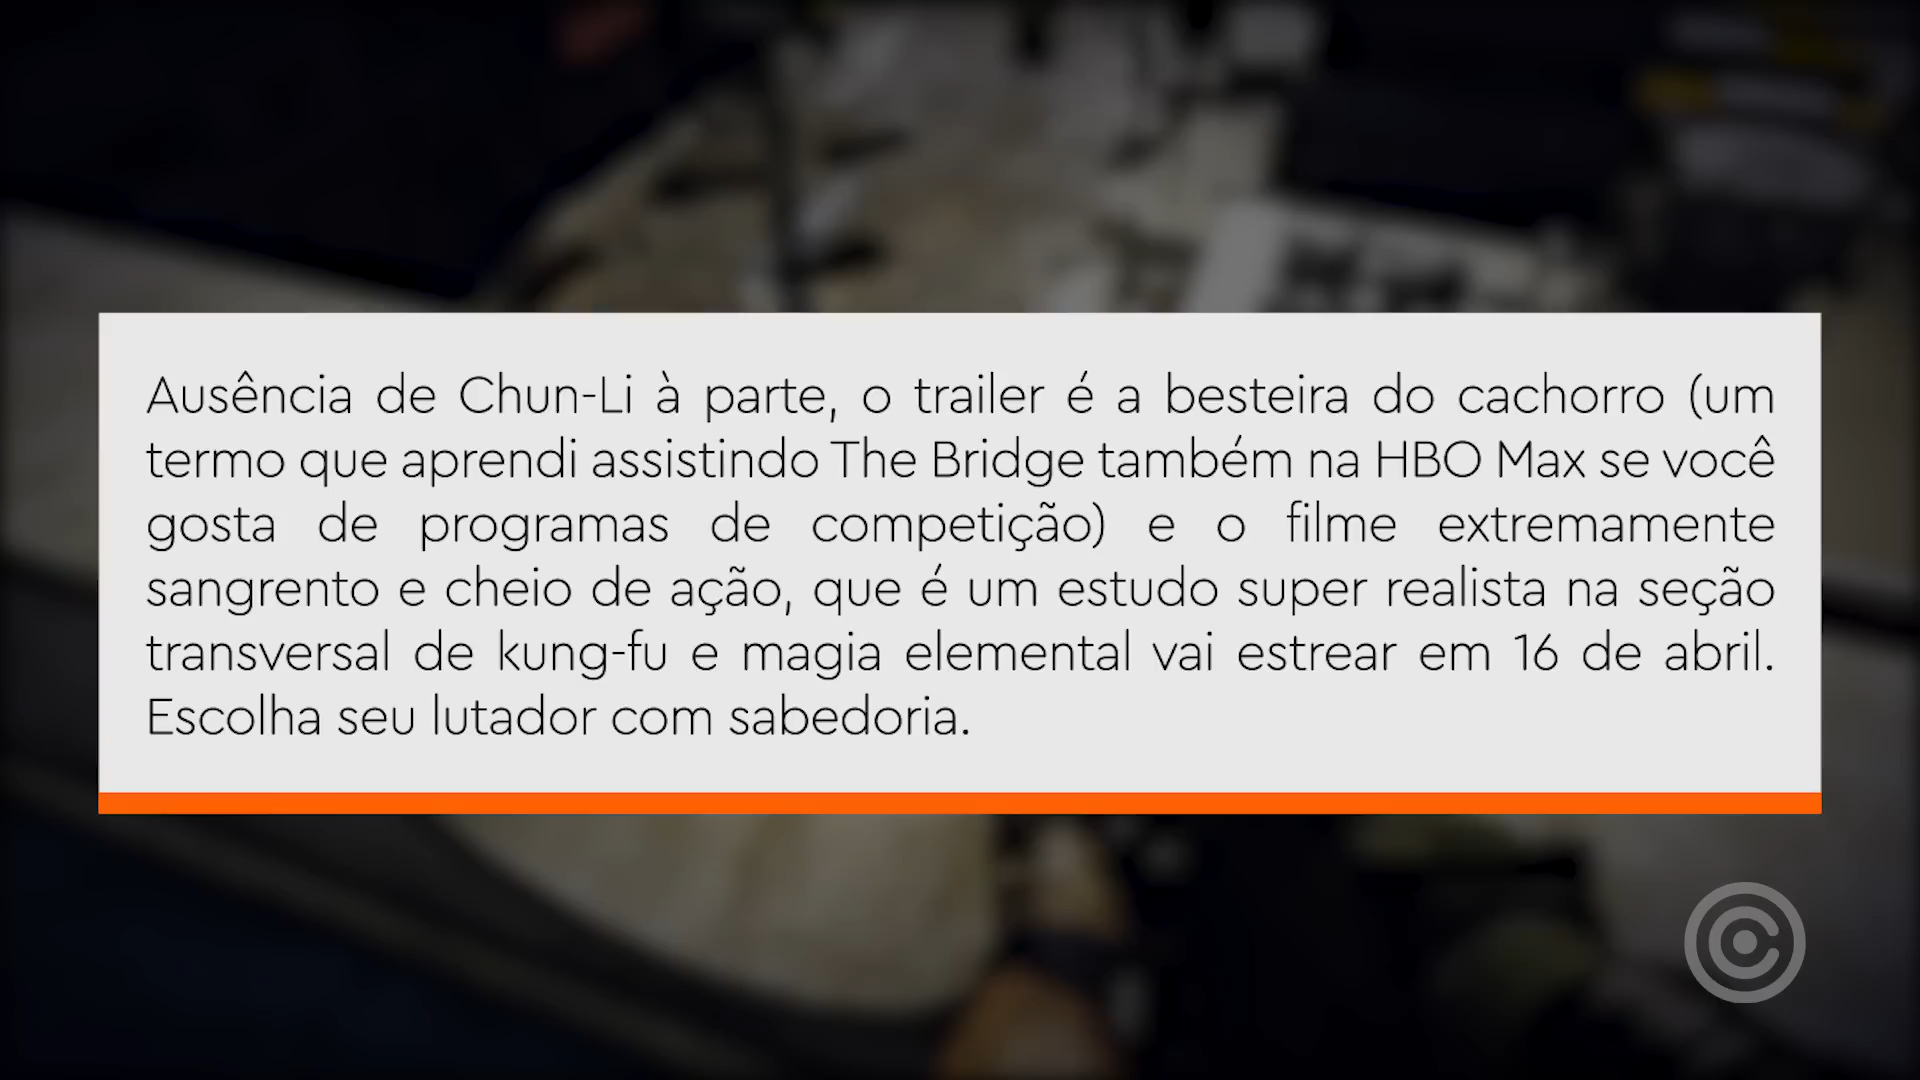 Ausência de Chun-Li à parte, o trailer é a besteira do cachorro (um
termo que aprendi assistindo The Bridge também na HBO Max se você
gosta de programas de competição) e o filme extremamente
sangrento e cheio de ação, que é um estudo super realista na seção
transversal de kung-fu e magia elemental vai estrear em 16 de abril.
Escolha seu lutador com sabedoria.